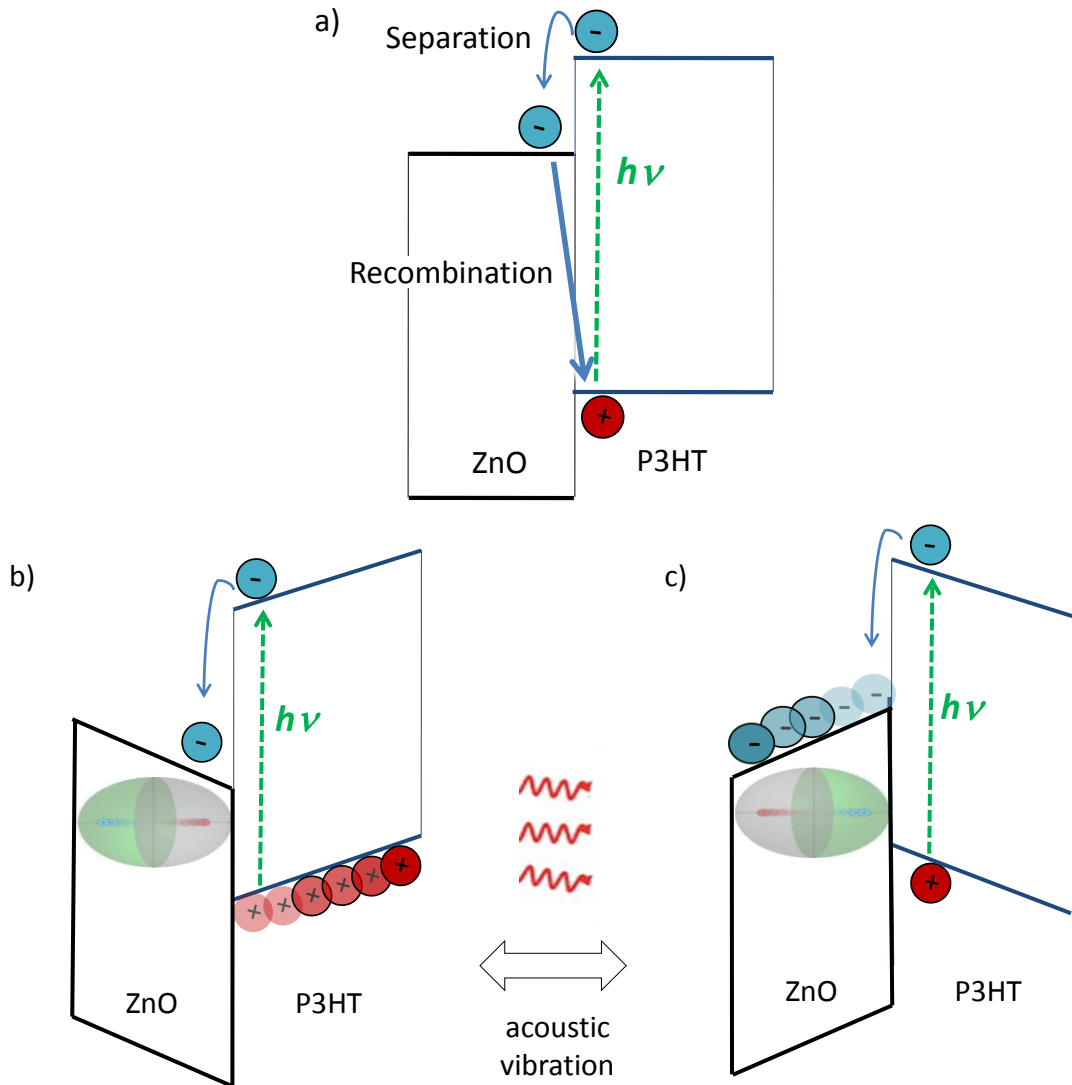 a)
Separation
-
-
hν
Recombination
+
ZnO
P3HT
b)
-
-
hν
+ + + + + +
ZnO
P3HT
acoustic
vibration
c)
-
- - - - -
hν
+
ZnO
P3HT